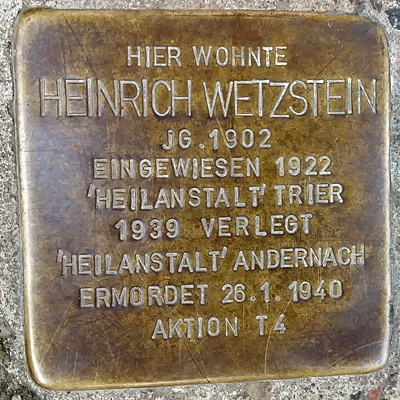 HIER WOHNTE
HEINRICH WETZSTEIN
JG. 1902
EINGEWIESEN 1922
'HEILANSTALT' TRIER
1939 VERLEGT
'HEILANSTALT' ANDERNACH
ERMORDET 26.1.1940
AKTION T4